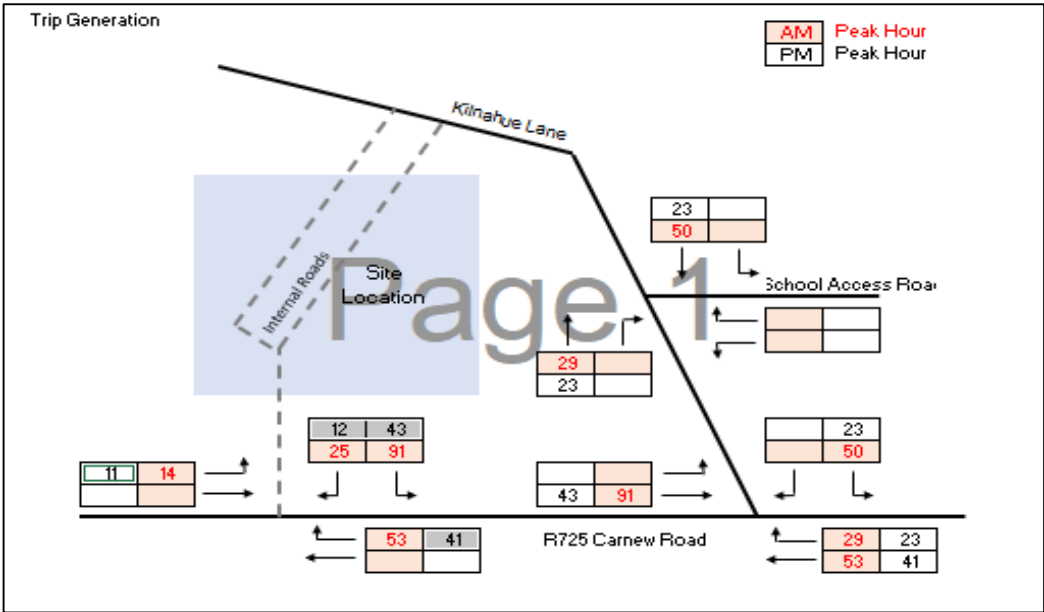 Trip Generation
AM Peak Hour
PM Peak Hour
Kilnahue Lane
23
50
Internal Roads
Site
Location
Page 1
School Access Roa
29
23
12 43
25 91
23
50
11 14
43 91
53 41
R725 Carnew Road
29 23
53 41